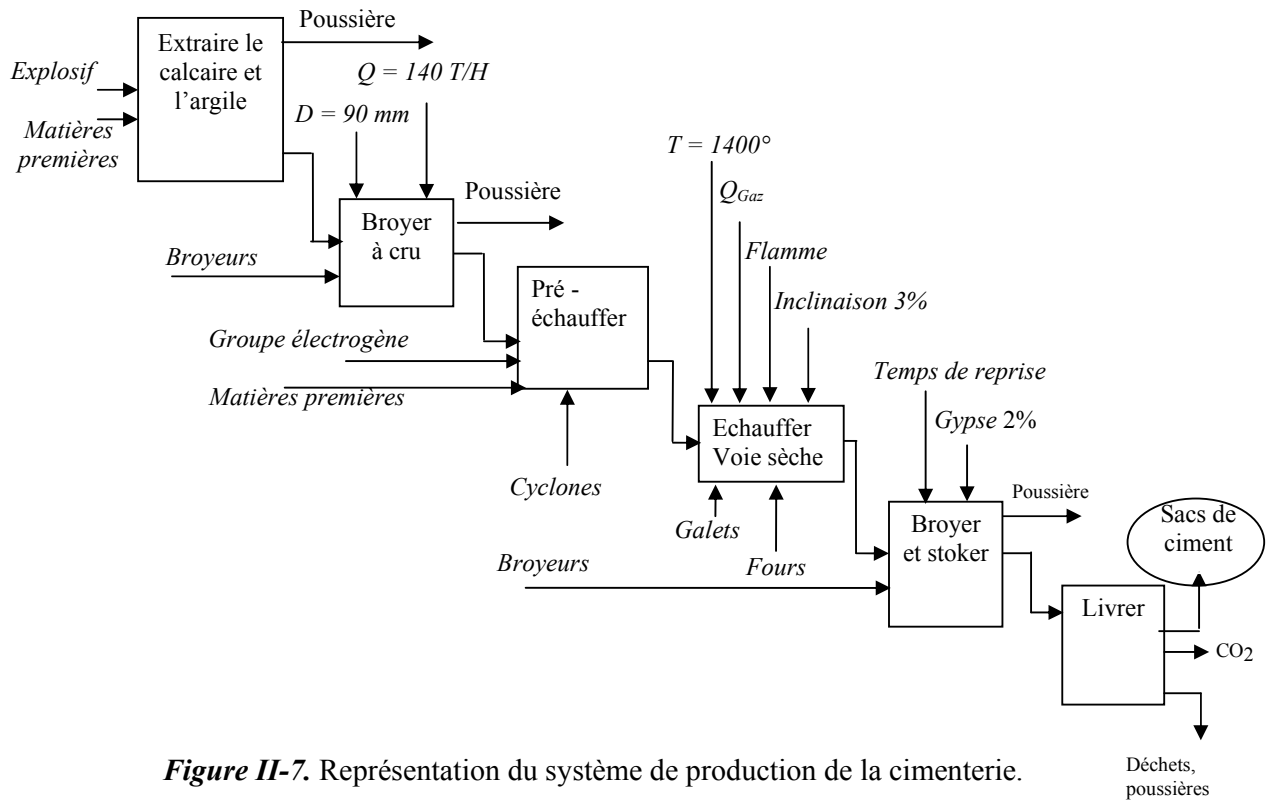 Poussière
Extraire le
calcaire et
l’argile
Explosif
Matières
premières
Q = 140 T/H
D = 90 mm
T = 1400°
Poussière
Q_Gaz
Broyer
à cru
Broyeurs
Flamme
Pré -
échauffer
Inclinaison 3%
Groupe électrogène
Matières premières
Temps de reprise
Gypse 2%
Echauffer
Voie sèche
Cyclones
Galets
Fours
Poussière
Broyer
et stoker
Broyeurs
Sacs de
ciment
Livrer
CO2
Déchets,
poussières
Figure II-7. Représentation du système de production de la cimenterie.